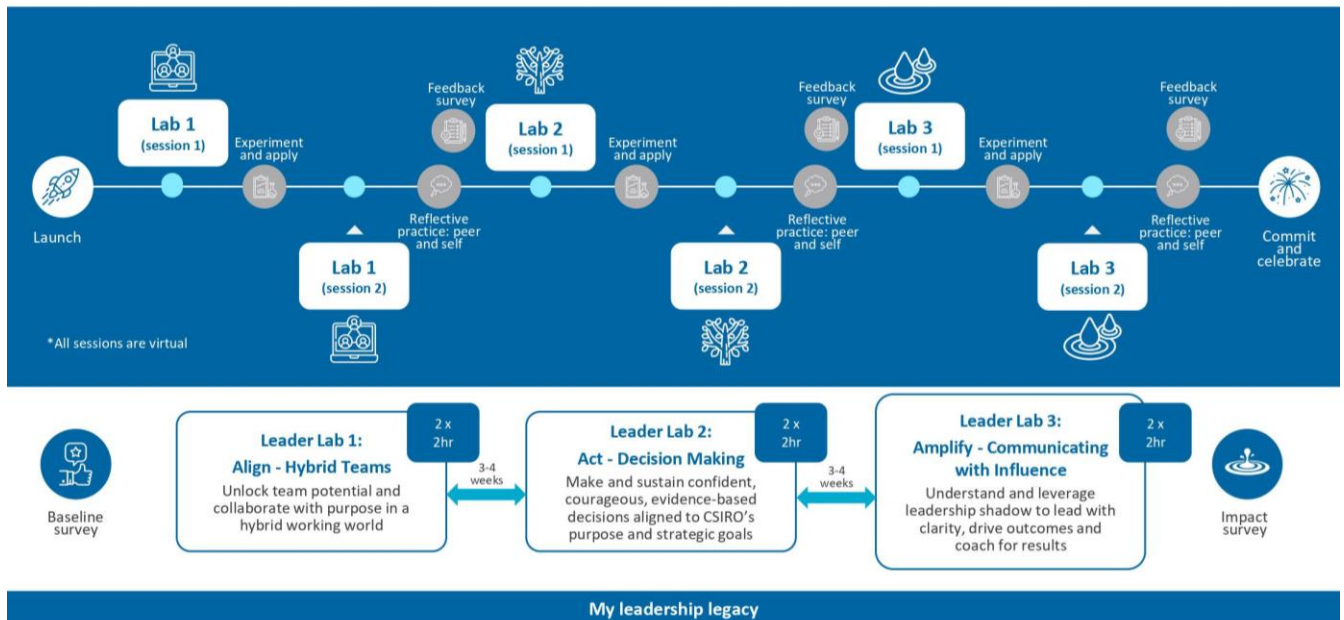 Lab 1
(session 1)
Feedback
survey
Lab 2
(session 1)
Feedback
survey
Lab 3
(session 1)
Feedback
survey
Experiment
and apply
Experiment
and apply
Experiment
and apply
Launch
Reflective
practice: peer
and self
Reflective
practice: peer
and self
Reflective
practice: peer
and self
Commit
and
celebrate
Lab 1
(session 2)
Lab 2
(session 2)
Lab 3
(session 2)
*All sessions are virtual
Baseline
survey
Leader Lab 1:
Align - Hybrid Teams
Unlock team potential and
collaborate with purpose in a
hybrid working world
2 x
2hr
3-4
weeks
Leader Lab 2:
Act - Decision Making
Make and sustain confident,
courageous, evidence-based
decisions aligned to CSIRO’s
purpose and strategic goals
2 x
2hr
3-4
weeks
Leader Lab 3:
Amplify - Communicating
with Influence
Understand and leverage
leadership shadow to lead with
clarity, drive outcomes and
coach for results
2 x
2hr
Impact
survey
My leadership legacy